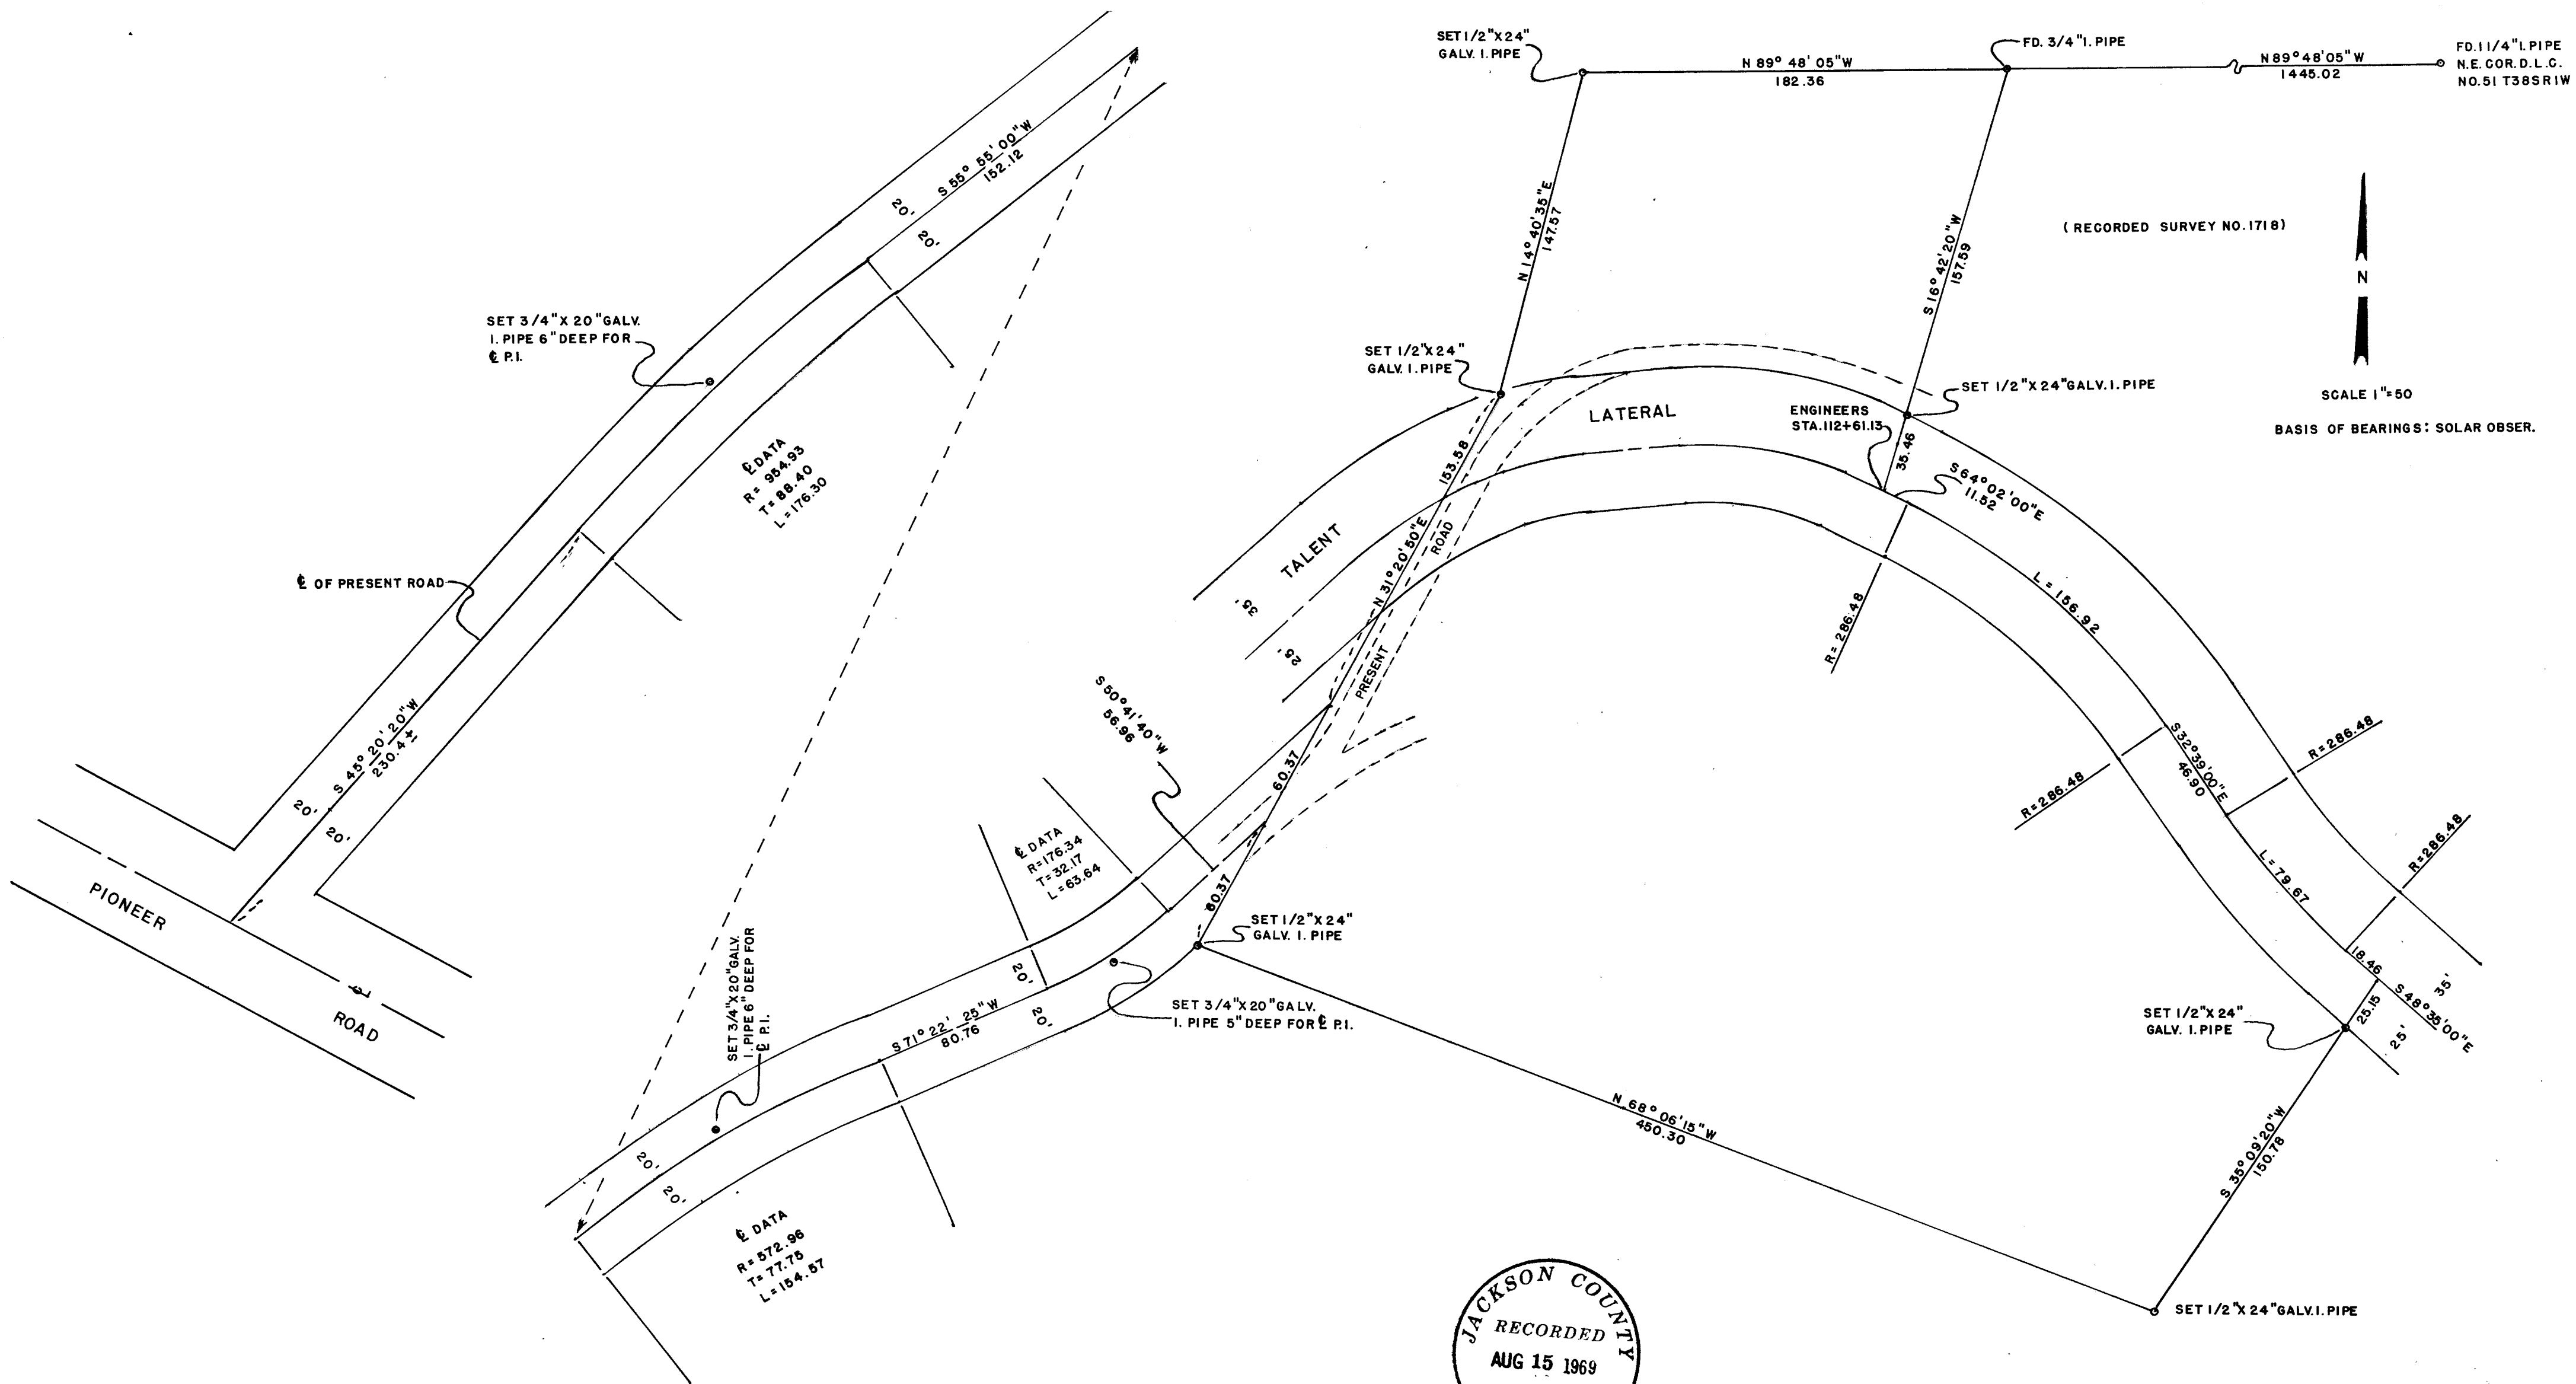 SET 1/2"X24"
GALV. I. PIPE
N 89° 48' 05"W
182.36
FD. 3/4"I. PIPE
N89°48'05"W
1445.02
FD.1 1/4"I.PIPE
N.E. COR. D.L.C.
NO.51 T38SR1W
S 55° 55' 00"W
152.12
20'
20'
N 14° 40' 35"E
147.57
S 16° 42' 20"W
157.59
( RECORDED SURVEY NO. 1718)
N
SCALE 1"=50
BASIS OF BEARINGS: SOLAR OBSER.
SET 3/4"X 20"GALV.
I. PIPE 6" DEEP FOR
℄ P.I.
SET 1/2"X24"
GALV. I. PIPE
SET 1/2"X24"GALV. I. PIPE
LATERAL
ENGINEERS
STA.112+61.13
35.46
S64°02'00"E
11.52
℄ DATA
R= 954.93
T= 88.40
L=176.30
153.58
N 31° 20' 50"E
ROAD
PRESENT
TALENT
35'
25'
℄ OF PRESENT ROAD
R=286.48
L=156.92
S 50° 41' 40" W
56.96
60.37
S 45° 20' 20"W
230.4±
20'
20'
S32°39'00"E
46.90
R=286.48
R=286.48
R=286.48
℄ DATA
R=176.34
T=32.17
L=63.64
60.37
L=79.67
PIONEER
ROAD
℄
SET 1/2"X24"
GALV. I. PIPE
SET 3/4"X20"GALV.
I. PIPE 6" DEEP FOR
℄ P.I.
20'
20'
S 71° 22' 25" W
80.76
SET 3/4"X20"GALV.
I. PIPE 5" DEEP FOR ℄ P.I.
18.46
S 48°35'00"E
35'
25.15
25'
SET 1/2"X24"
GALV. I. PIPE
N 68° 06' 15"W
450.30
S 35° 09' 20"W
150.78
20'
20'
℄ DATA
R=572.96
T=77.75
L=154.57
SET 1/2"X 24"GALV. I. PIPE
JACKSON COUNTY
RECORDED
AUG 15 1969